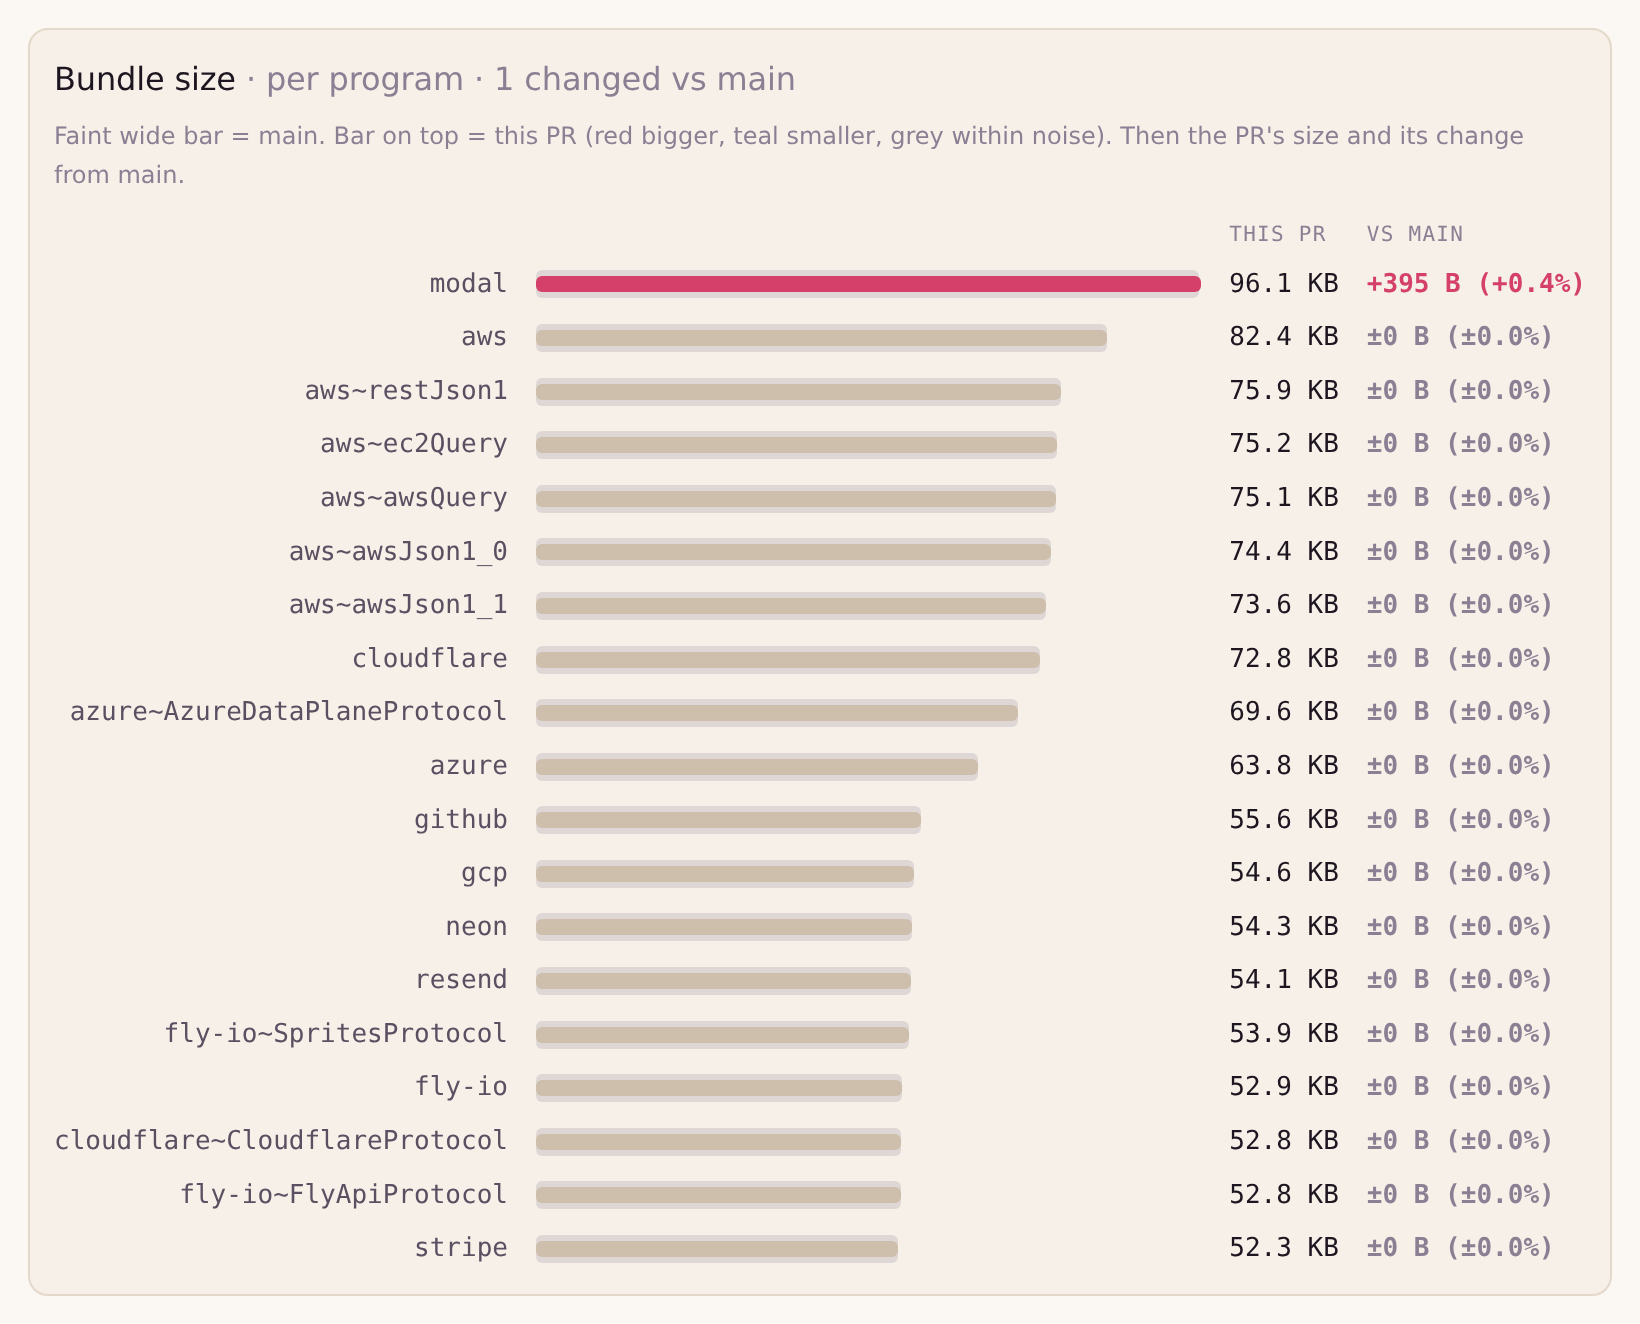 Bundle size · per program · 1 changed vs main
Faint wide bar = main. Bar on top = this PR (red bigger, teal smaller, grey within noise). Then the PR's size and its change
from main.
THIS PR VS MAIN
modal 96.1 KB +395 B (+0.4%)
aws 82.4 KB ±0 B (±0.0%)
aws~restJson1 75.9 KB ±0 B (±0.0%)
aws~ec2Query 75.2 KB ±0 B (±0.0%)
aws~awsQuery 75.1 KB ±0 B (±0.0%)
aws~awsJson1_0 74.4 KB ±0 B (±0.0%)
aws~awsJson1_1 73.6 KB ±0 B (±0.0%)
cloudflare 72.8 KB ±0 B (±0.0%)
azure~AzureDataPlaneProtocol 69.6 KB ±0 B (±0.0%)
azure 63.8 KB ±0 B (±0.0%)
github 55.6 KB ±0 B (±0.0%)
gcp 54.6 KB ±0 B (±0.0%)
neon 54.3 KB ±0 B (±0.0%)
resend 54.1 KB ±0 B (±0.0%)
fly-io~SpritesProtocol 53.9 KB ±0 B (±0.0%)
fly-io 52.9 KB ±0 B (±0.0%)
cloudflare~CloudflareProtocol 52.8 KB ±0 B (±0.0%)
fly-io~FlyApiProtocol 52.8 KB ±0 B (±0.0%)
stripe 52.3 KB ±0 B (±0.0%)